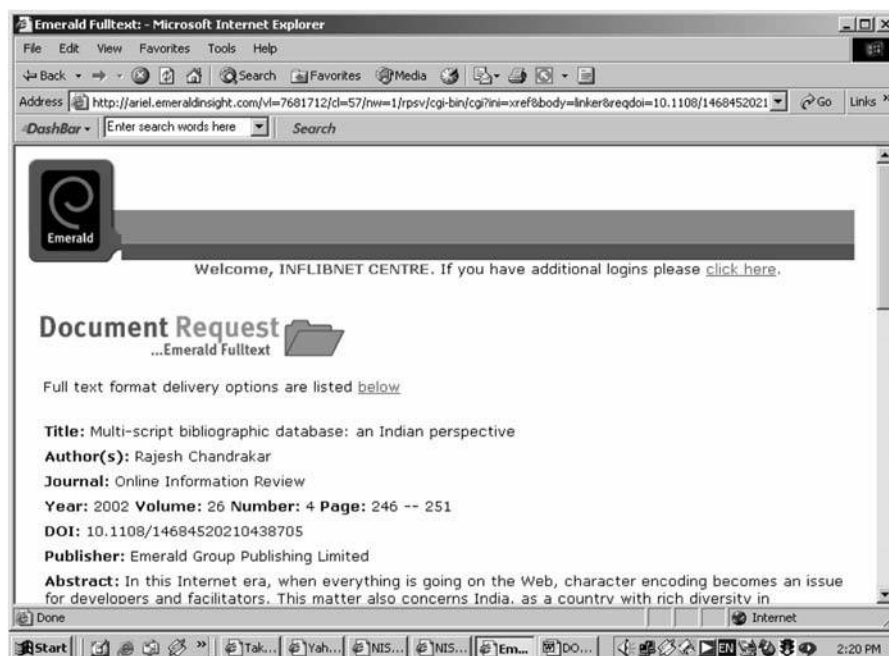 Emerald Fulltext: - Microsoft Internet Explorer
File Edit View Favorites Tools Help
Back Search Favorites Media
Address http://ariel.emeraldinsight.com/vl=7681712/cl=57/nw=1/rpsv/cgi-bin/cgi?ini=xref&body=linker&reqdoi=10.1108/1468452021 Go Links »
DashBar Enter search words here Search
Emerald
Welcome, INFLIBNET CENTRE. If you have additional logins please click here.
Document Request
...Emerald Fulltext
Full text format delivery options are listed below
Title: Multi-script bibliographic database: an Indian perspective
Author(s): Rajesh Chandrakar
Journal: Online Information Review
Year: 2002 Volume: 26 Number: 4 Page: 246 -- 251
DOI: 10.1108/14684520210438705
Publisher: Emerald Group Publishing Limited
Abstract: In this Internet era, when everything is going on the Web, character encoding becomes an issue
for developers and facilitators. This matter also concerns India, as a country with rich diversity in
Done Internet
Start » Tak... Yah... NIS... NIS... Em... DO... EN 2:20 PM